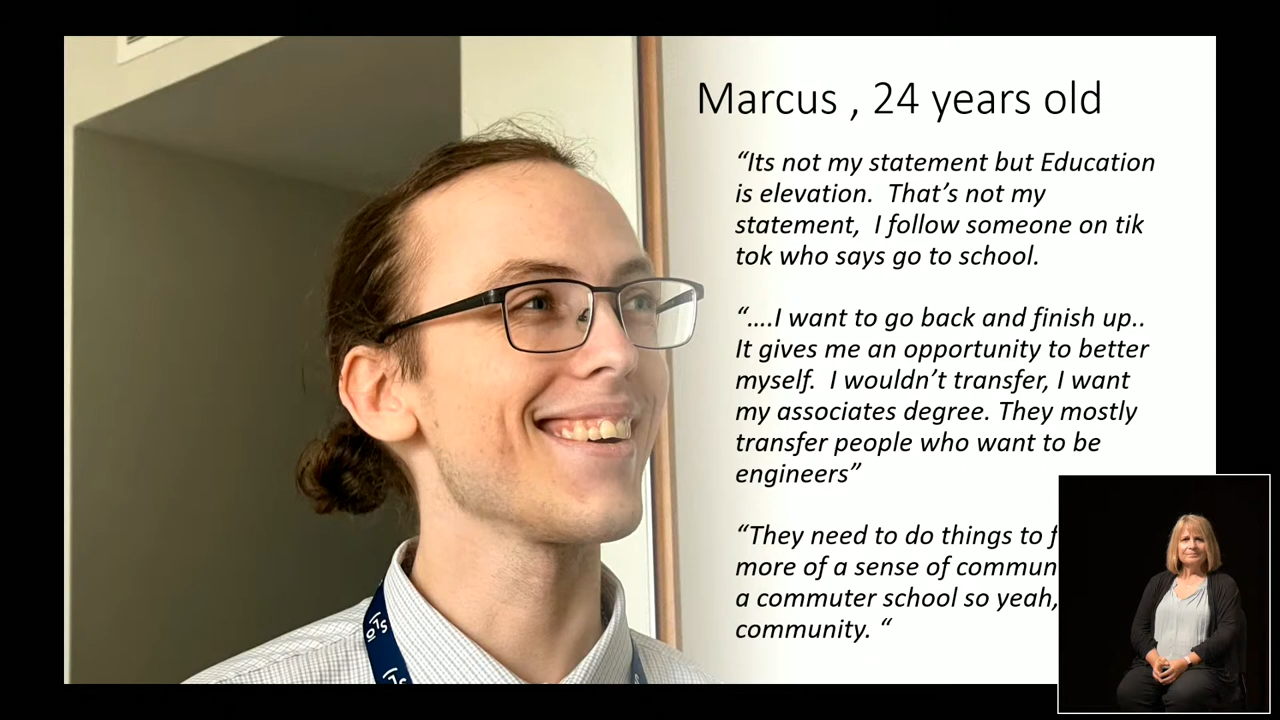 Marcus , 24 years old
“Its not my statement but Education
is elevation.  That’s not my
statement,  I follow someone on tik
tok who says go to school.
“….I want to go back and finish up..
It gives me an opportunity to better
myself.  I wouldn’t transfer, I want
my associates degree. They mostly
transfer people who want to be
engineers”
“They need to do things to
more of a sense of
a commuter school so yeah,
community. “